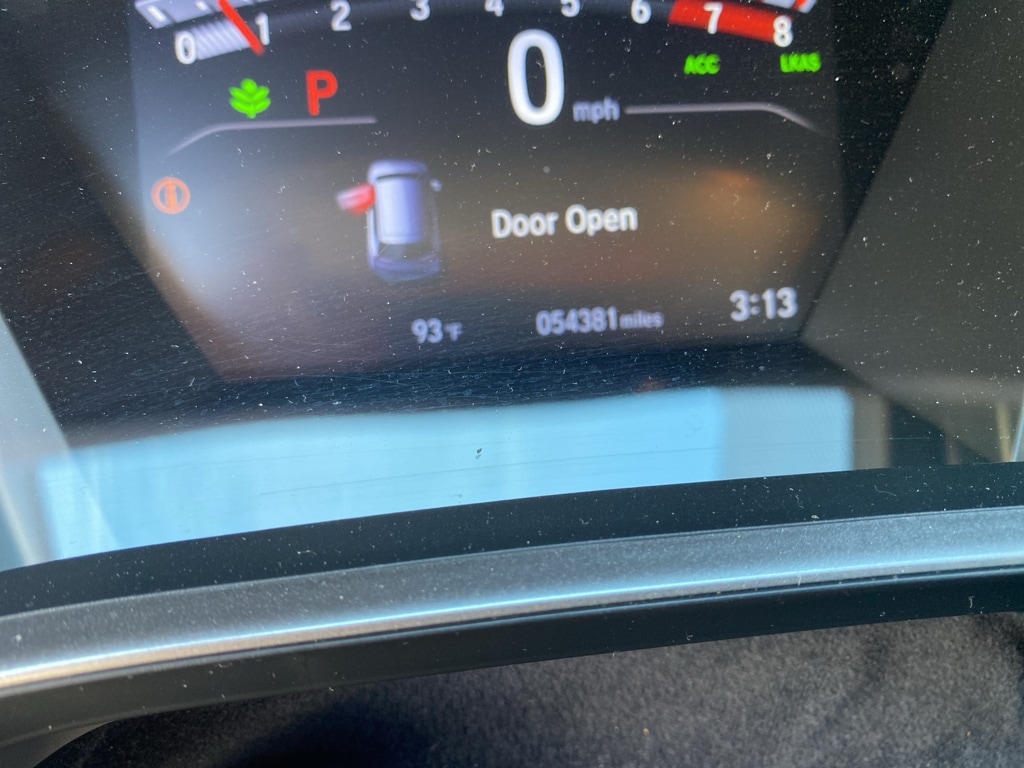 0 1 2 3 4 5 6 7 8
P 0 mph ACC LKAS
Door Open
93°F 054381 miles 3:13